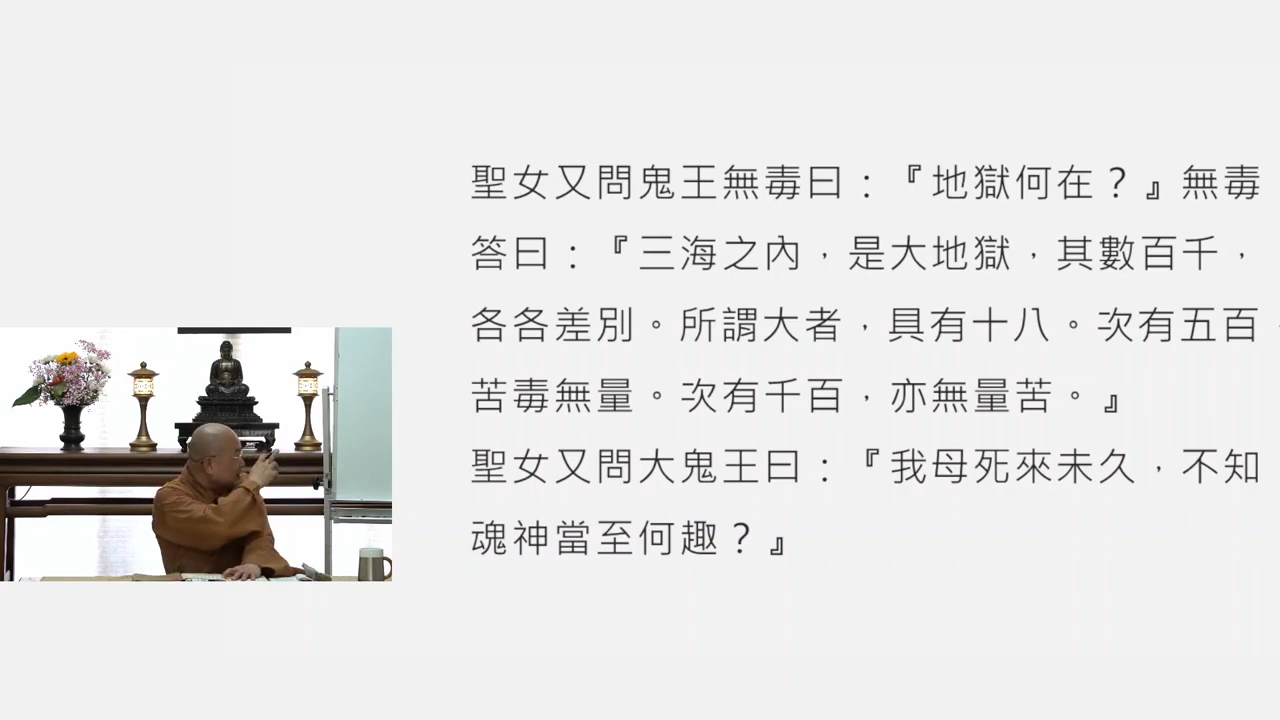 聖女又問鬼王無毒曰：『地獄何在？』無毒
答曰：『三海之內，是大地獄，其數百千，
各各差別。所謂大者，具有十八。次有五百，
苦毒無量。次有千百，亦無量苦。』
聖女又問大鬼王曰：『我母死來未久，不知
魂神當至何趣？』